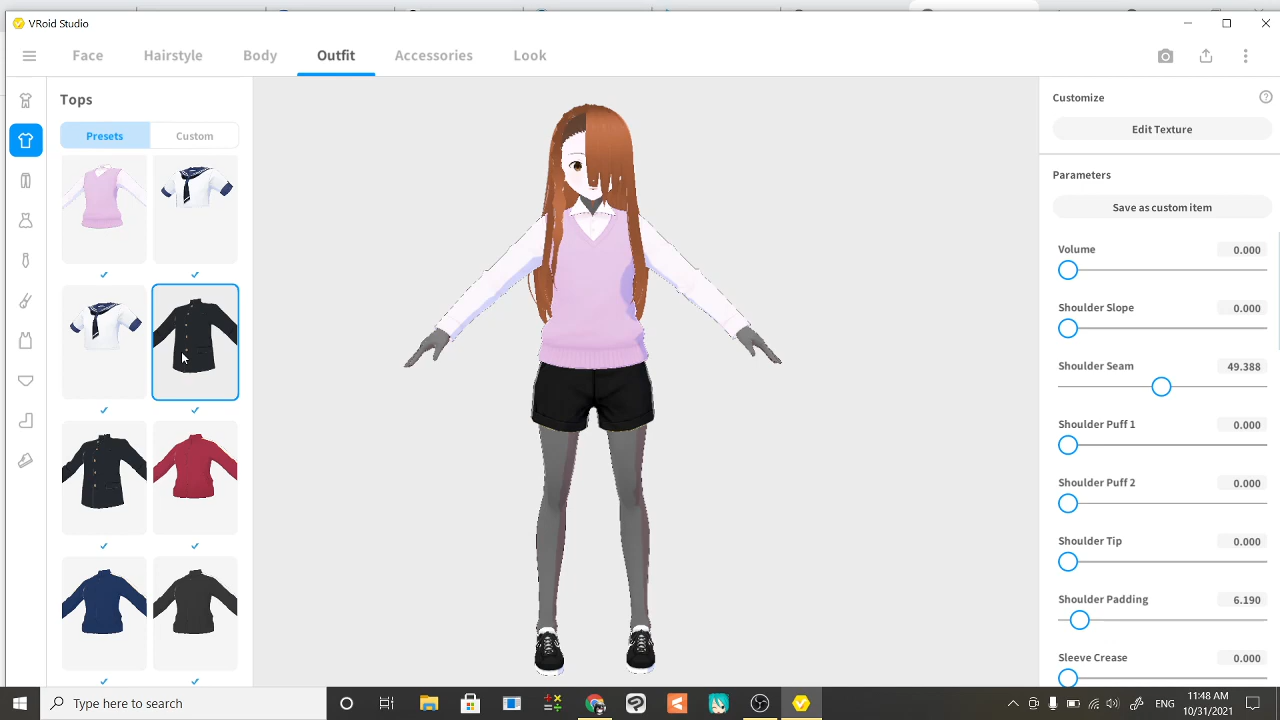 VRoid Studio
Face
Hairstyle
Body
Outfit
Accessories
Look
Tops
Presets
Custom
Customize
Edit Texture
Parameters
Save as custom item
Volume
0.000
Shoulder Slope
0.000
Shoulder Seam
49.388
Shoulder Puff 1
0.000
Shoulder Puff 2
0.000
Shoulder Tip
0.000
Shoulder Padding
6.190
Sleeve Crease
0.000
Type here to search
ENG
11:48 AM
10/31/2021